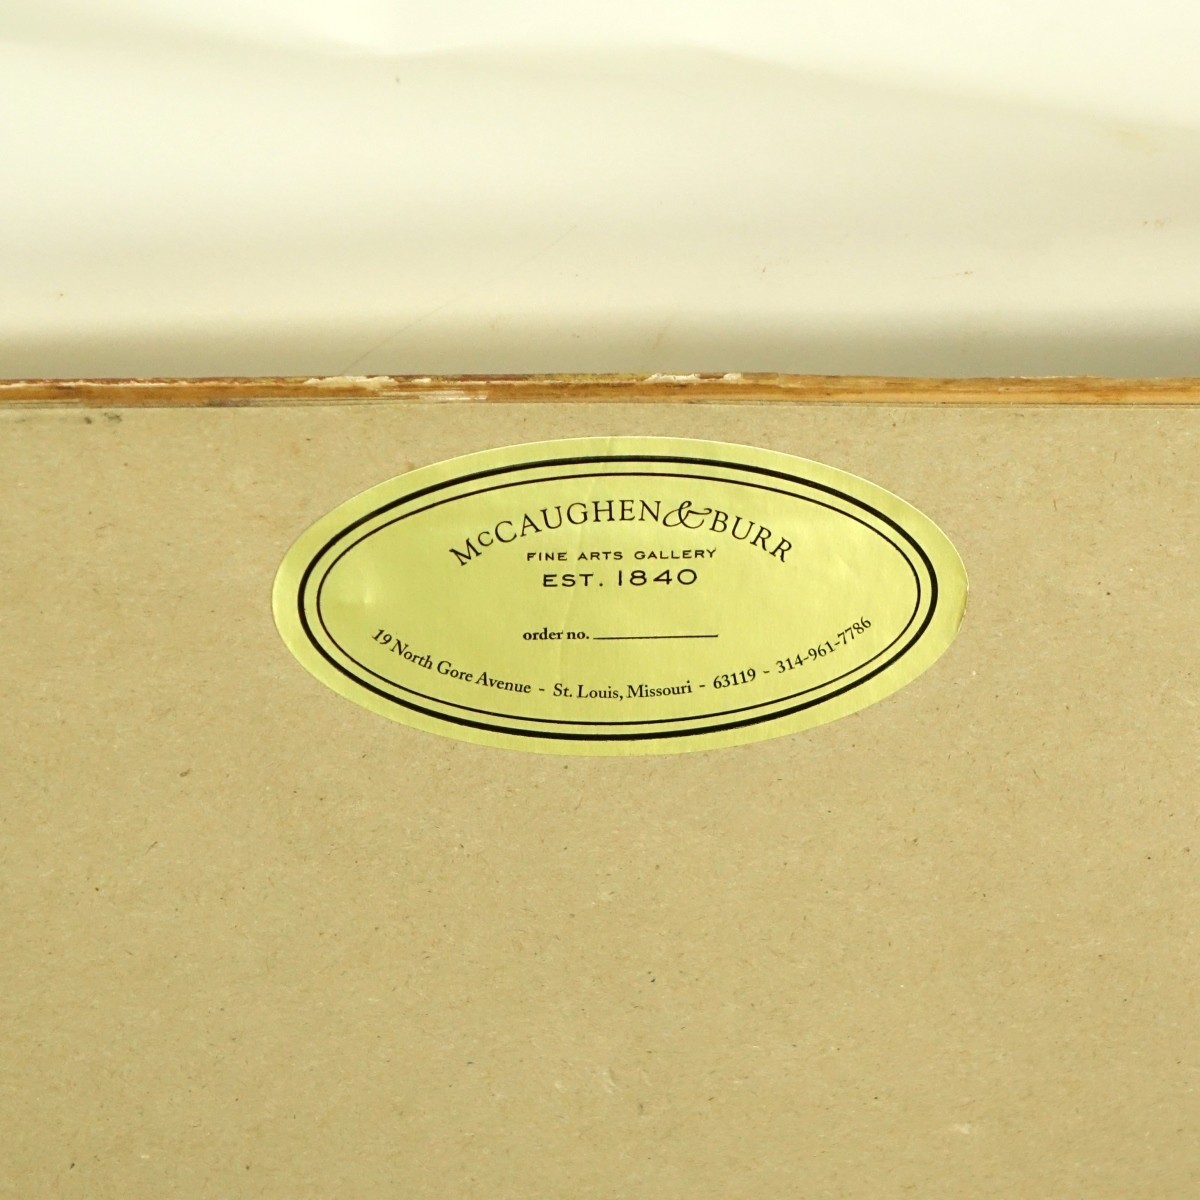 McCAUGHEN & BURR
FINE ARTS GALLERY
EST. 1840
order no.
19 North Gore Avenue - St. Louis, Missouri - 63119 - 314-961-7786